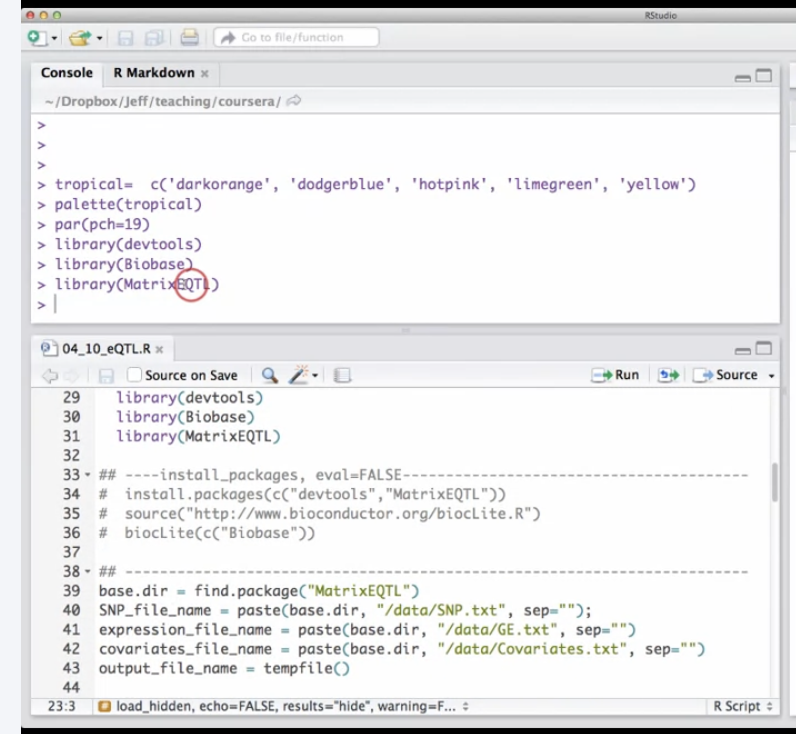 RStudio
Go to file/function
Console R Markdown
~/Dropbox/Jeff/teaching/coursera/
>
>
>
> tropical=  c('darkorange', 'dodgerblue', 'hotpink', 'limegreen', 'yellow')
> palette(tropical)
> par(pch=19)
> library(devtools)
> library(Biobase)
> library(MatrixEQTL)
>
04_10_eQTL.R
Source on Save Run Source
29 library(devtools)
30 library(Biobase)
31 library(MatrixEQTL)
32
33 ## ----install_packages, eval=FALSE----------------------------------------
34 #  install.packages(c("devtools","MatrixEQTL"))
35 #  source("http://www.bioconductor.org/biocLite.R")
36 #  biocLite(c("Biobase"))
37
38 ## ------------------------------------------------------------------------
39 base.dir = find.package("MatrixEQTL")
40 SNP_file_name = paste(base.dir, "/data/SNP.txt", sep="");
41 expression_file_name = paste(base.dir, "/data/GE.txt", sep="")
42 covariates_file_name = paste(base.dir, "/data/Covariates.txt", sep="")
43 output_file_name = tempfile()
44
23:3 load_hidden, echo=FALSE, results="hide", warning=F... R Script